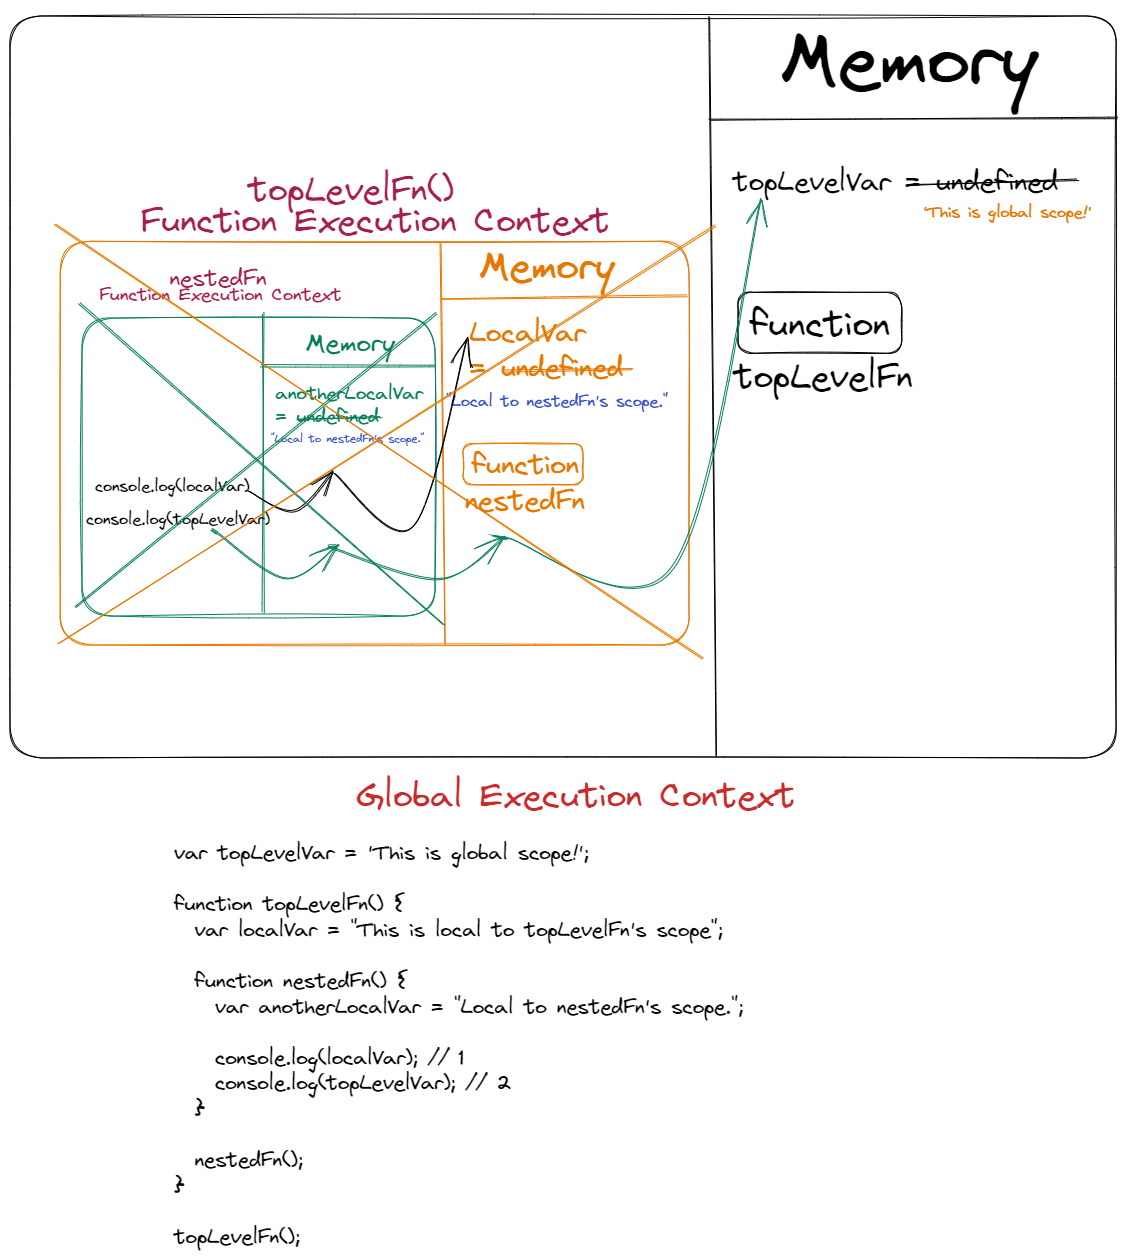 Memory
topLevelVar = undefined
'This is global scope!'
function
topLevelFn
topLevelFn()
Function Execution Context
Memory
LocalVar
= undefined
"Local to nestedFn's scope."
function
nestedFn
nestedFn
Function Execution Context
Memory
anotherLocalVar
= undefined
"Local to nestedFn's scope."
console.log(localVar)
console.log(topLevelVar)
Global Execution Context
var topLevelVar = 'This is global scope!';
function topLevelFn() {
var localVar = "This is local to topLevelFn's scope";
function nestedFn() {
var anotherLocalVar = "Local to nestedFn's scope.";
console.log(localVar); // 1
console.log(topLevelVar); // 2
}
nestedFn();
}
topLevelFn();